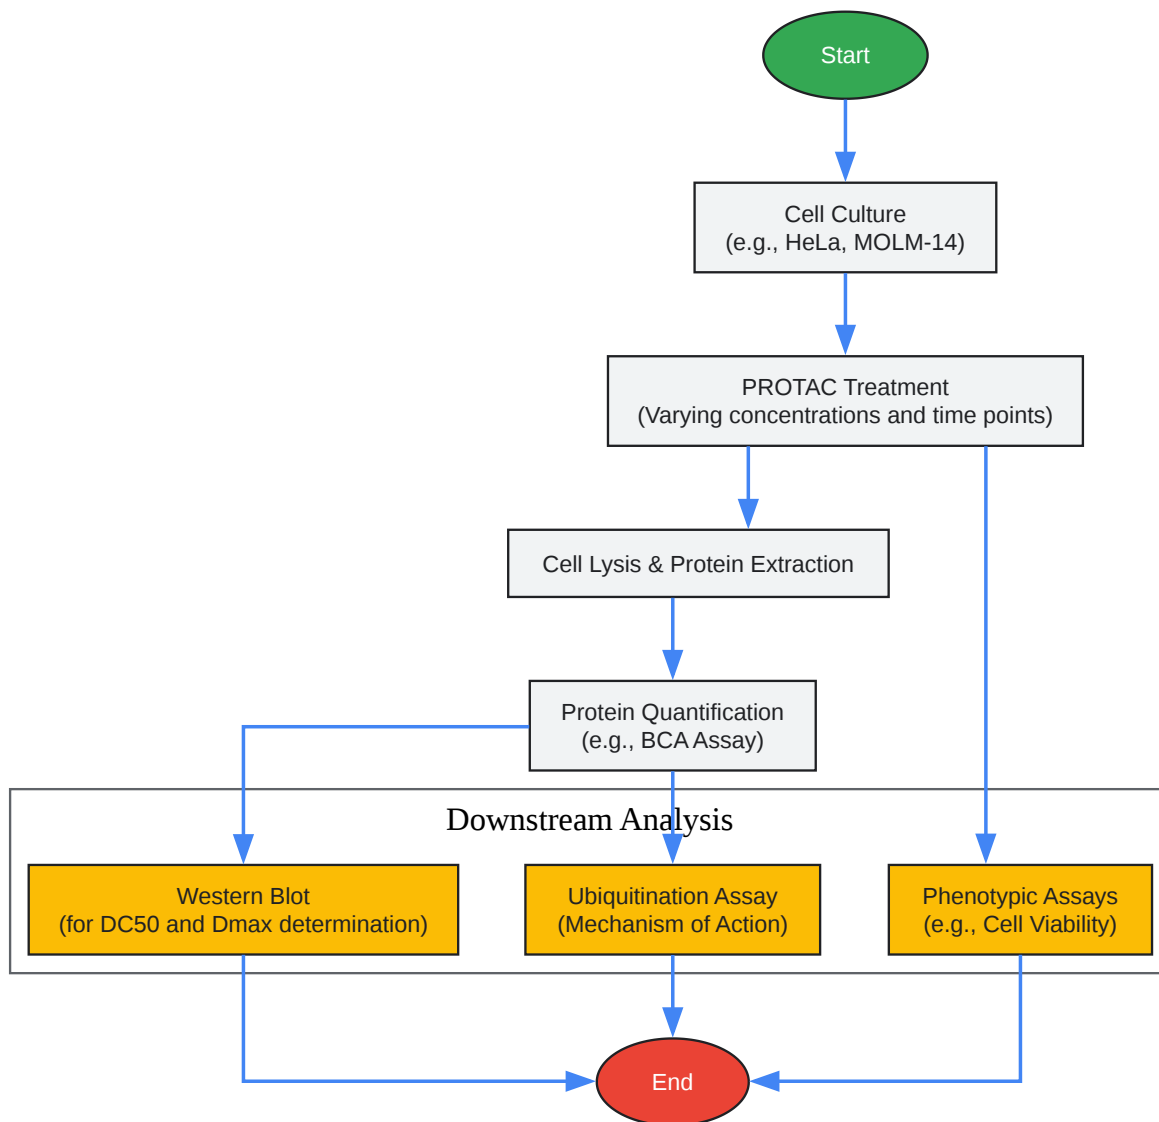 Start
Cell Culture
(e.g., HeLa, MOLM-14)
PROTAC Treatment
(Varying concentrations and time points)
Cell Lysis & Protein Extraction
Protein Quantification
(e.g., BCA Assay)
Downstream Analysis
Western Blot
(for DC50 and Dmax determination)
Ubiquitination Assay
(Mechanism of Action)
Phenotypic Assays
(e.g., Cell Viability)
End